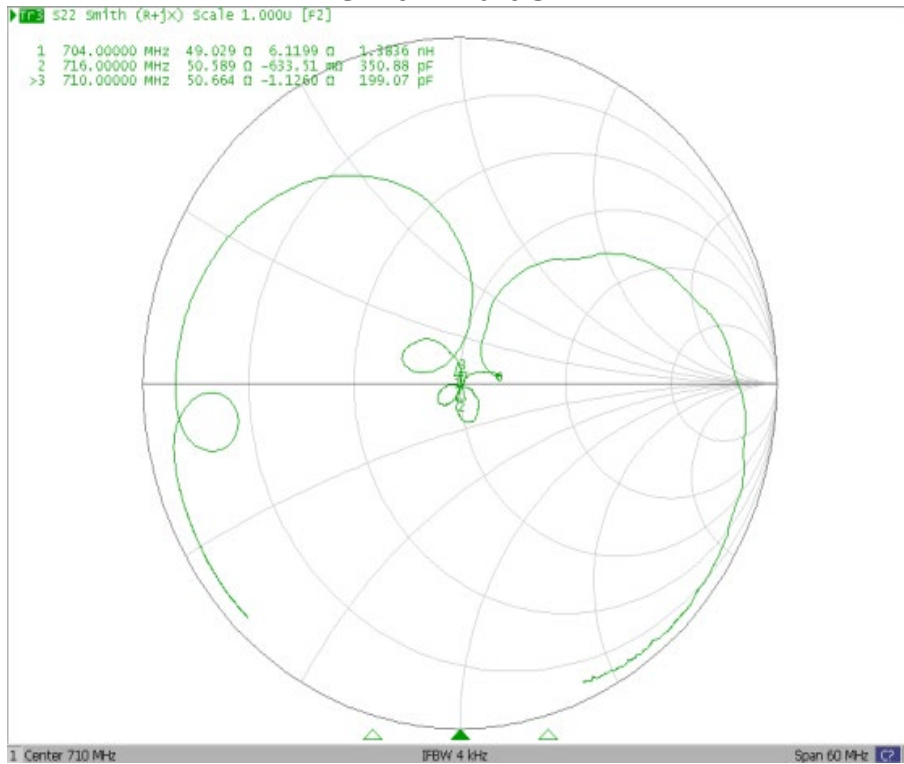 Tr3 S22 Smith (R+jX) Scale 1.000U [F2]
1 704.00000 MHz 49.029 Ω 6.1199 Ω 1.3836 nH
2 716.00000 MHz 50.589 Ω -633.51 mΩ 350.88 pF
>3 710.00000 MHz 50.664 Ω -1.1260 Ω 199.07 pF
1 Center 710 MHz IFBW 4 kHz Span 60 MHz C?